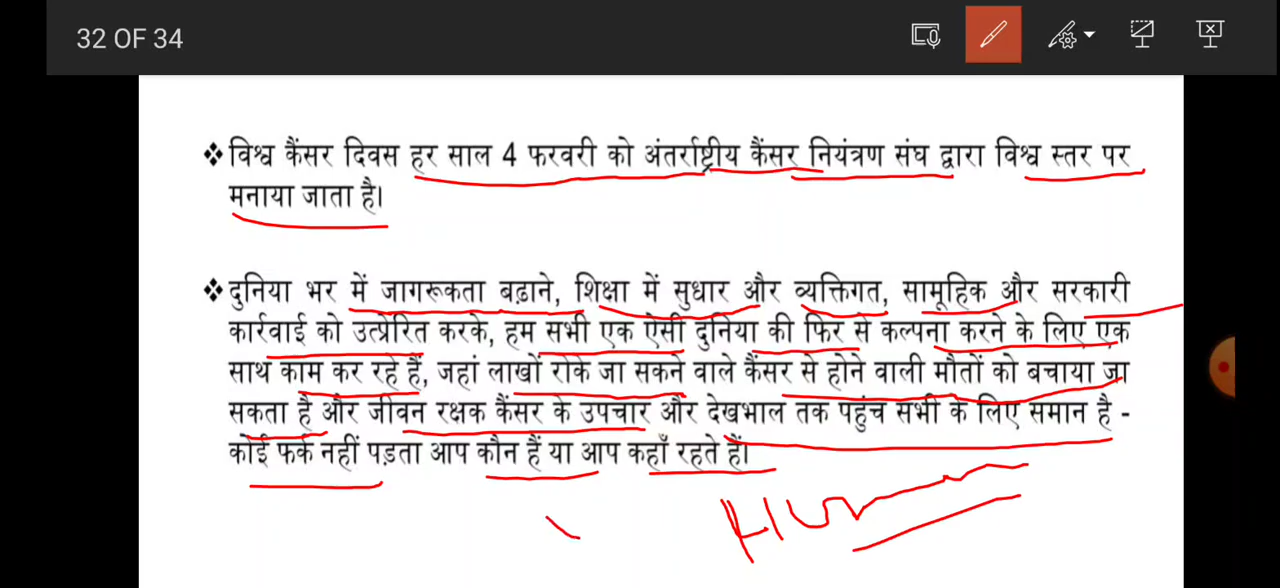 32 OF 34
❖ विश्व कैंसर दिवस हर साल 4 फरवरी को अंतर्राष्ट्रीय कैंसर नियंत्रण संघ द्वारा विश्व स्तर पर
मनाया जाता है।
❖ दुनिया भर में जागरूकता बढ़ाने, शिक्षा में सुधार और व्यक्तिगत, सामूहिक और सरकारी
कार्रवाई को उत्प्रेरित करके, हम सभी एक ऐसी दुनिया की फिर से कल्पना करने के लिए एक
साथ काम कर रहे हैं, जहां लाखों रोके जा सकने वाले कैंसर से होने वाली मौतों को बचाया जा
सकता है और जीवन रक्षक कैंसर के उपचार और देखभाल तक पहुंच सभी के लिए समान है -
कोई फर्क नहीं पड़ता आप कौन हैं या आप कहाँ रहते हैं।